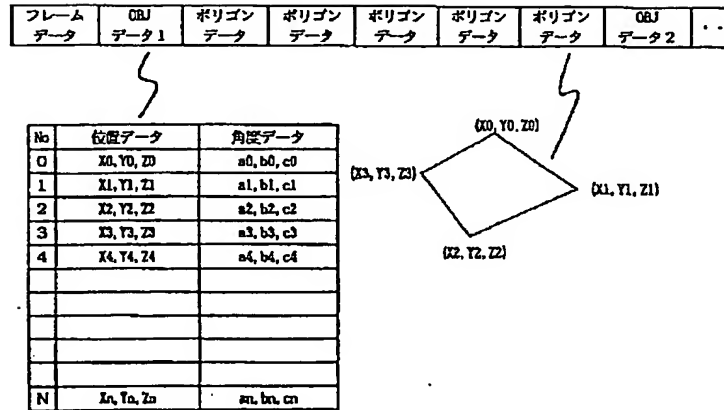 フレーム データ OBJ データ1 ポリゴン データ ポリゴン データ ポリゴン データ ポリゴン データ ポリゴン データ OBJ データ2 ・・
No 位置データ 角度データ
0 X0, Y0, Z0 a0, b0, c0
1 X1, Y1, Z1 a1, b1, c1
2 X2, Y2, Z2 a2, b2, c2
3 X3, Y3, Z3 a3, b3, c3
4 X4, Y4, Z4 a4, b4, c4
N Xn, Yn, Zn an, bn, cn
(X0, Y0, Z0)
(X3, Y3, Z3)
(X1, Y1, Z1)
(X2, Y2, Z2)